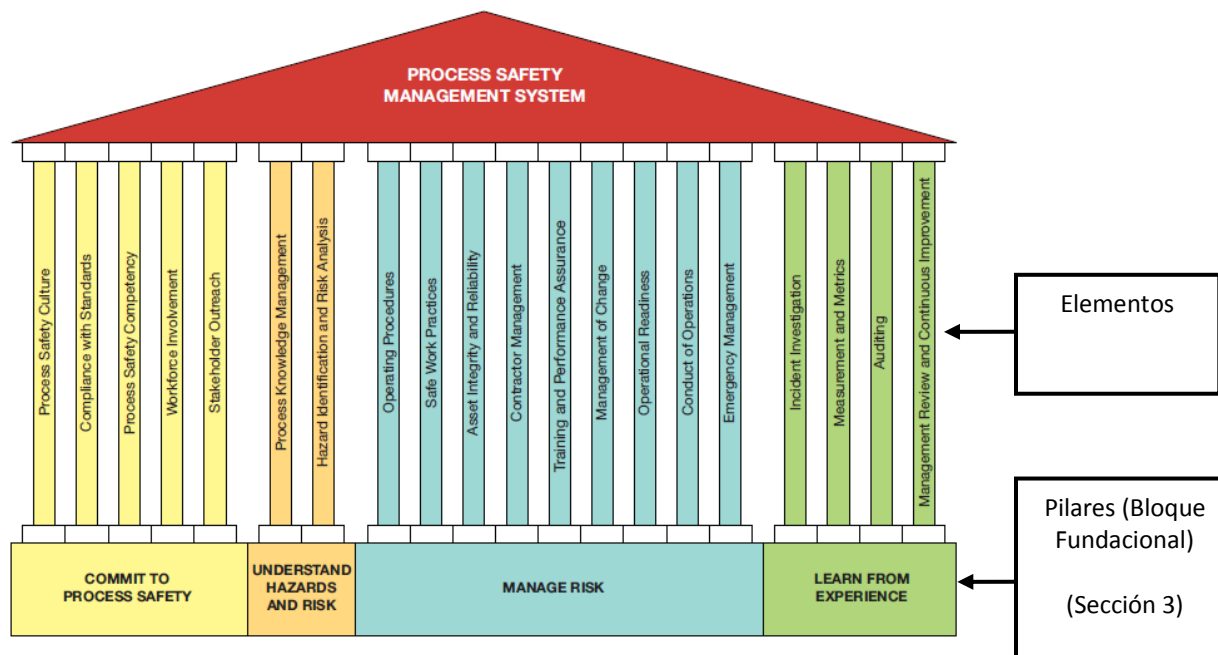 PROCESS SAFETY
MANAGEMENT SYSTEM
Process Safety Culture
Compliance with Standards
Process Safety Competency
Workforce Involvement
Stakeholder Outreach
Process Knowledge Management
Hazard Identification and Risk Analysis
Operating Procedures
Safe Work Practices
Asset Integrity and Reliability
Contractor Management
Training and Performance Assurance
Management of Change
Operational Readiness
Conduct of Operations
Emergency Management
Incident Investigation
Measurement and Metrics
Auditing
Management Review and Continuous Improvement
Elementos
COMMIT TO
PROCESS SAFETY
UNDERSTAND
HAZARDS
AND RISK
MANAGE RISK
LEARN FROM
EXPERIENCE
Pilares (Bloque
Fundacional)
(Sección 3)